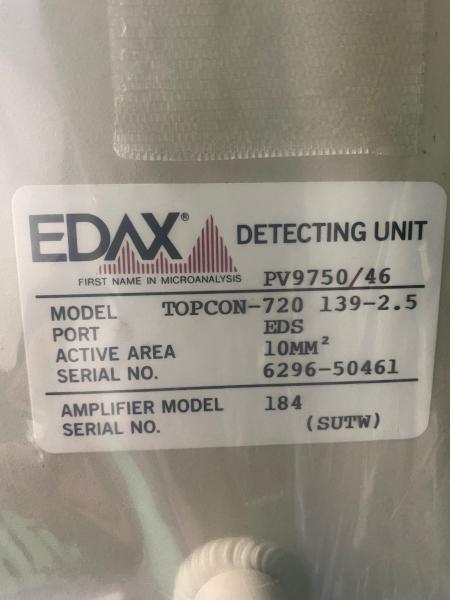 EDAX® DETECTING UNIT
FIRST NAME IN MICROANALYSIS PV9750/46
MODEL TOPCON-720 139-2.5
PORT EDS
ACTIVE AREA 10MM²
SERIAL NO. 6296-50461
AMPLIFIER MODEL 184
SERIAL NO. (SUTW)